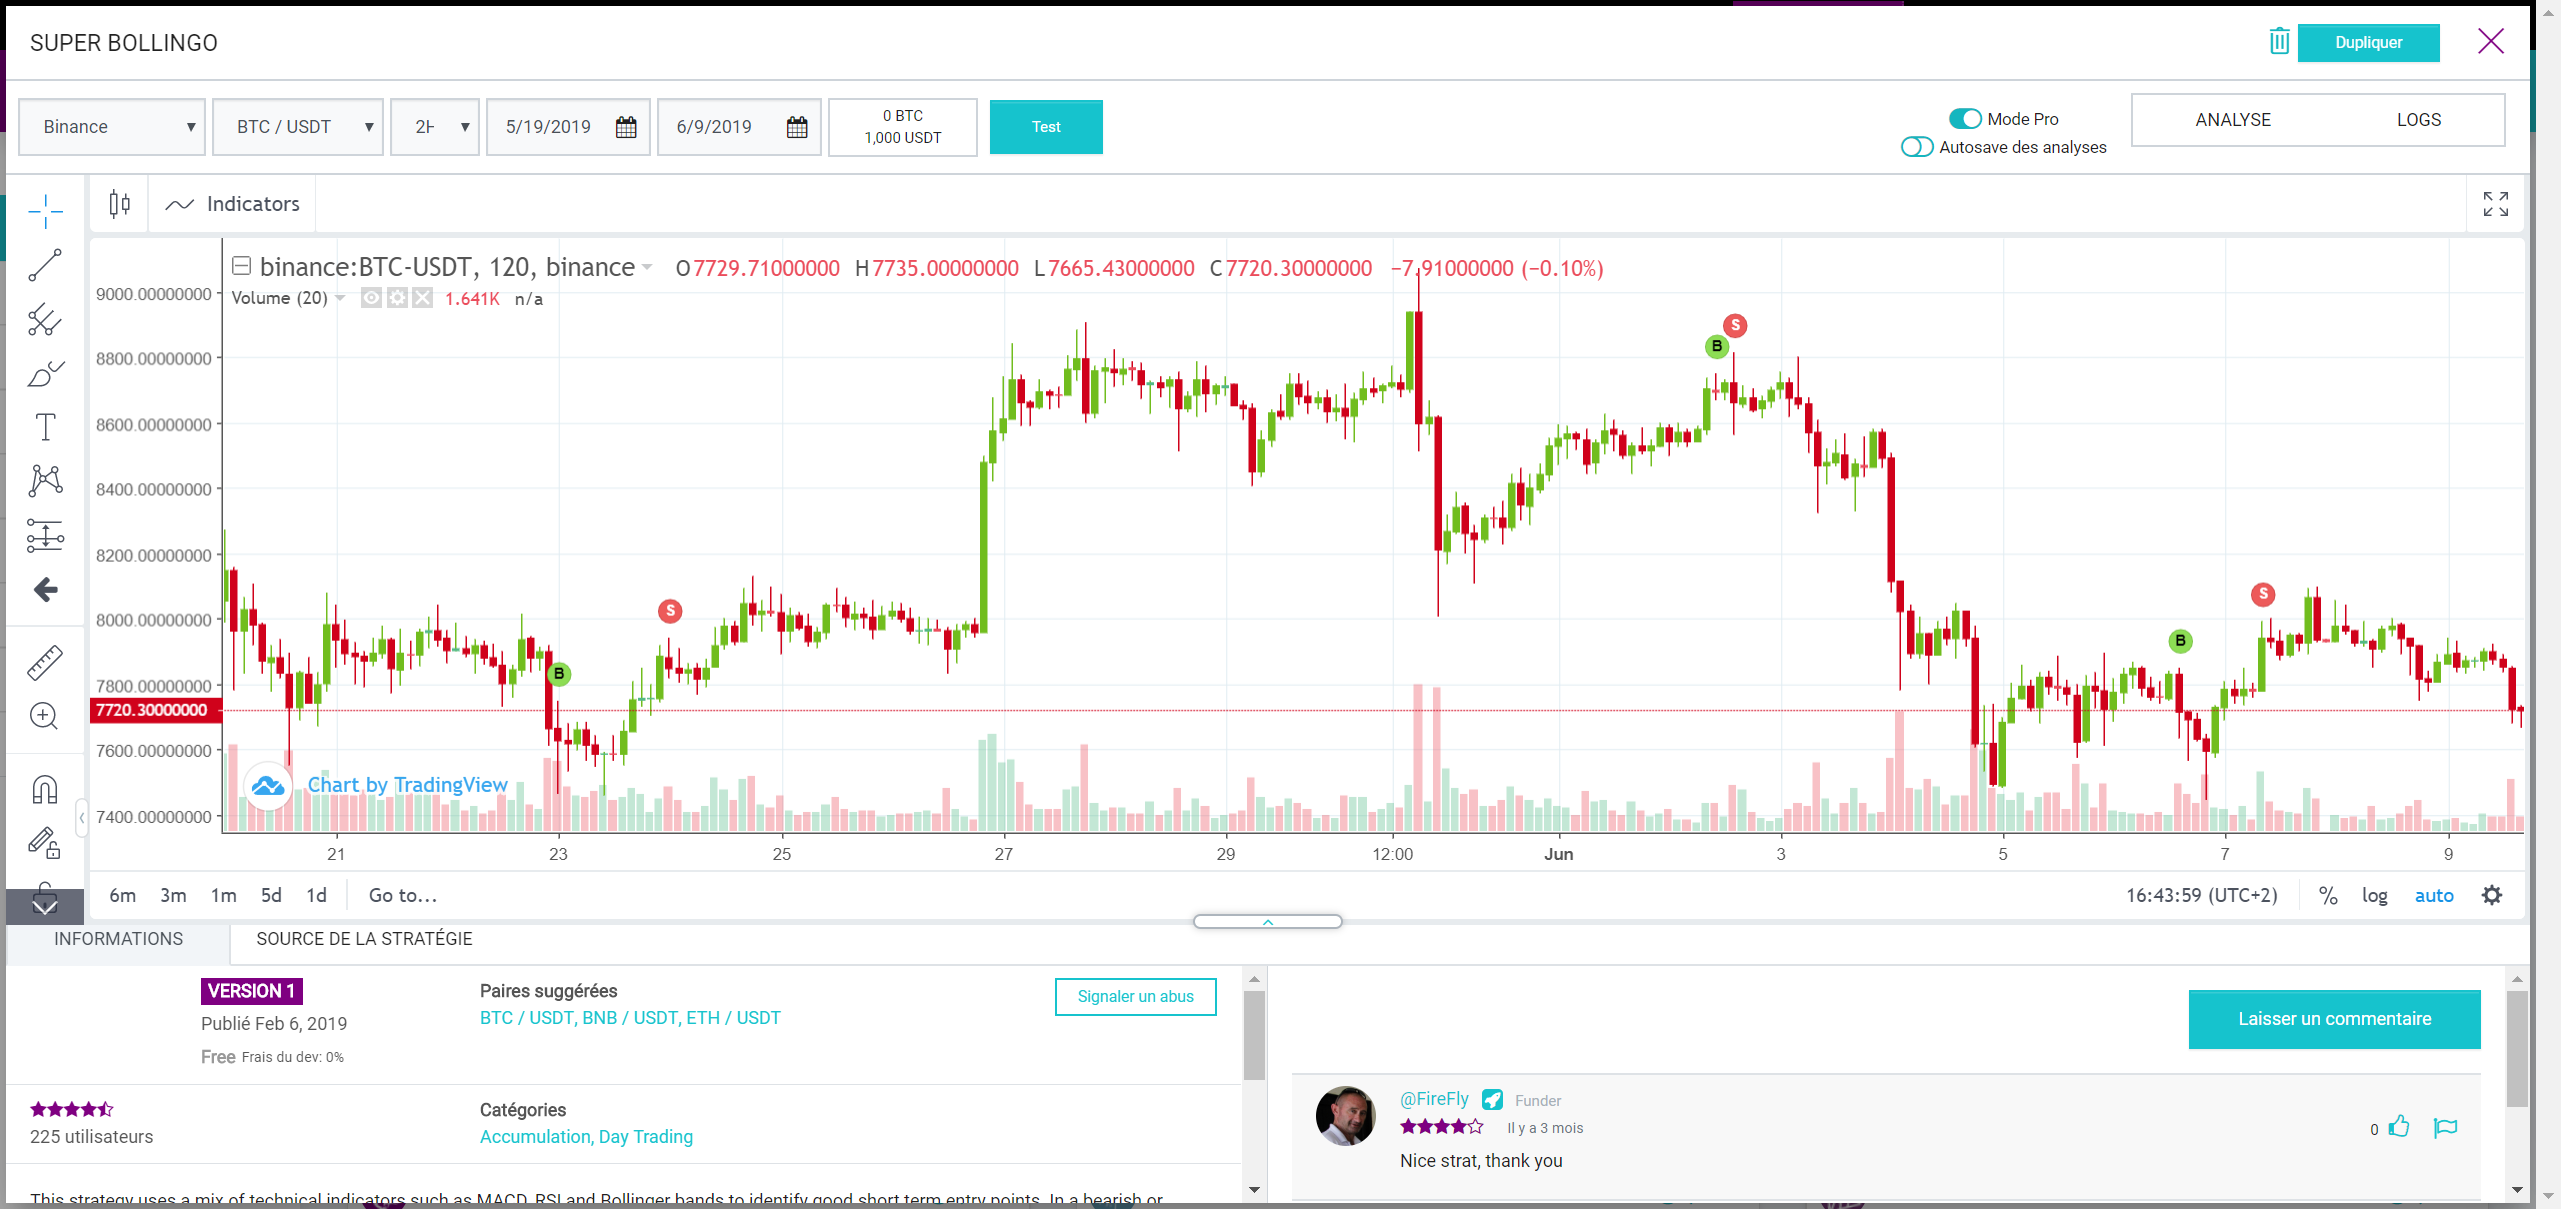 SUPER BOLLINGO
Dupliquer
Binance
BTC / USDT
2H
5/19/2019
6/9/2019
0 BTC
1,000 USDT
Test
Mode Pro
Autosave des analyses
ANALYSE
LOGS
Indicators
binance:BTC-USDT, 120, binance O7729.71000000 H7735.00000000 L7665.43000000 C7720.30000000 −7.91000000 (−0.10%)
Volume (20) 1.641K n/a
9000.00000000
8800.00000000
8600.00000000
8400.00000000
8200.00000000
8000.00000000
7800.00000000
7720.30000000
7600.00000000
7400.00000000
B
S
B
S
B
S
Chart by TradingView
21 23 25 27 29 12:00 Jun 3 5 7 9
6m 3m 1m 5d 1d Go to...
16:43:59 (UTC+2) % log auto
INFORMATIONS
SOURCE DE LA STRATÉGIE
VERSION 1
Publié Feb 6, 2019
Free Frais du dev: 0%
Paires suggérées
BTC / USDT, BNB / USDT, ETH / USDT
Signaler un abus
225 utilisateurs
Catégories
Accumulation, Day Trading
This strategy uses a mix of technical indicators such as MACD, RSI and Bollinger bands to identify good short term entry points. In a bearish or
Laisser un commentaire
@FireFly Funder
Il y a 3 mois
0
Nice strat, thank you